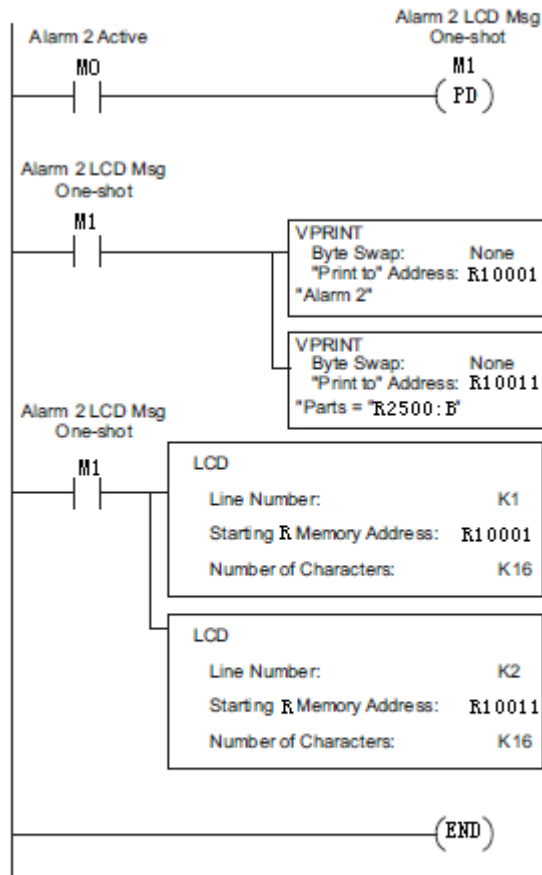 Alarm 2 LCD Msg
Alarm 2 Active One-shot
M0 M1
PD
Alarm 2 LCD Msg
One-shot
M1
VPRINT
Byte Swap: None
"Print to" Address: R10001
"Alarm 2"
VPRINT
Byte Swap: None
"Print to" Address: R10011
"Parts = "R2500:B"
Alarm 2 LCD Msg
One-shot
M1
LCD
Line Number: K1
Starting R Memory Address: R10001
Number of Characters: K16
LCD
Line Number: K2
Starting R Memory Address: R10011
Number of Characters: K16
END